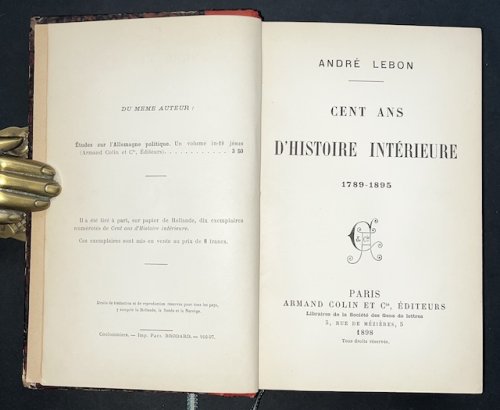 DU MÊME AUTEUR :
Études sur l'Allemagne politique. Un volume in-18 jésus
(Armand Colin et Cie, Éditeurs) . . . . . . . . . . . . 3 50
Il a été tiré à part, sur papier de Hollande, dix exemplaires
numérotés de Cent ans d'Histoire intérieure.
Ces exemplaires sont mis en vente au prix de 8 francs.
Droits de traduction et de reproduction réservés pour tous les pays,
y compris la Hollande, la Suède et la Norvège.
Coulommiers. — Imp. PAUL BRODARD. —
ANDRÉ LEBON
CENT ANS
D'HISTOIRE INTÉRIEURE
1789-1895
A C & Cie
PARIS
ARMAND COLIN ET Cie, ÉDITEURS
Libraires de la Société des Gens de lettres
5, RUE DE MÉZIÈRES, 5
1898
Tous droits réservés.